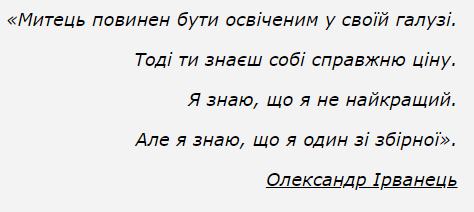 «Митець повинен бути освіченим у своїй галузі.
Тоді ти знаєш собі справжню ціну.
Я знаю, що я не найкращий.
Але я знаю, що я один зі збірної».
Олександр Ірванець